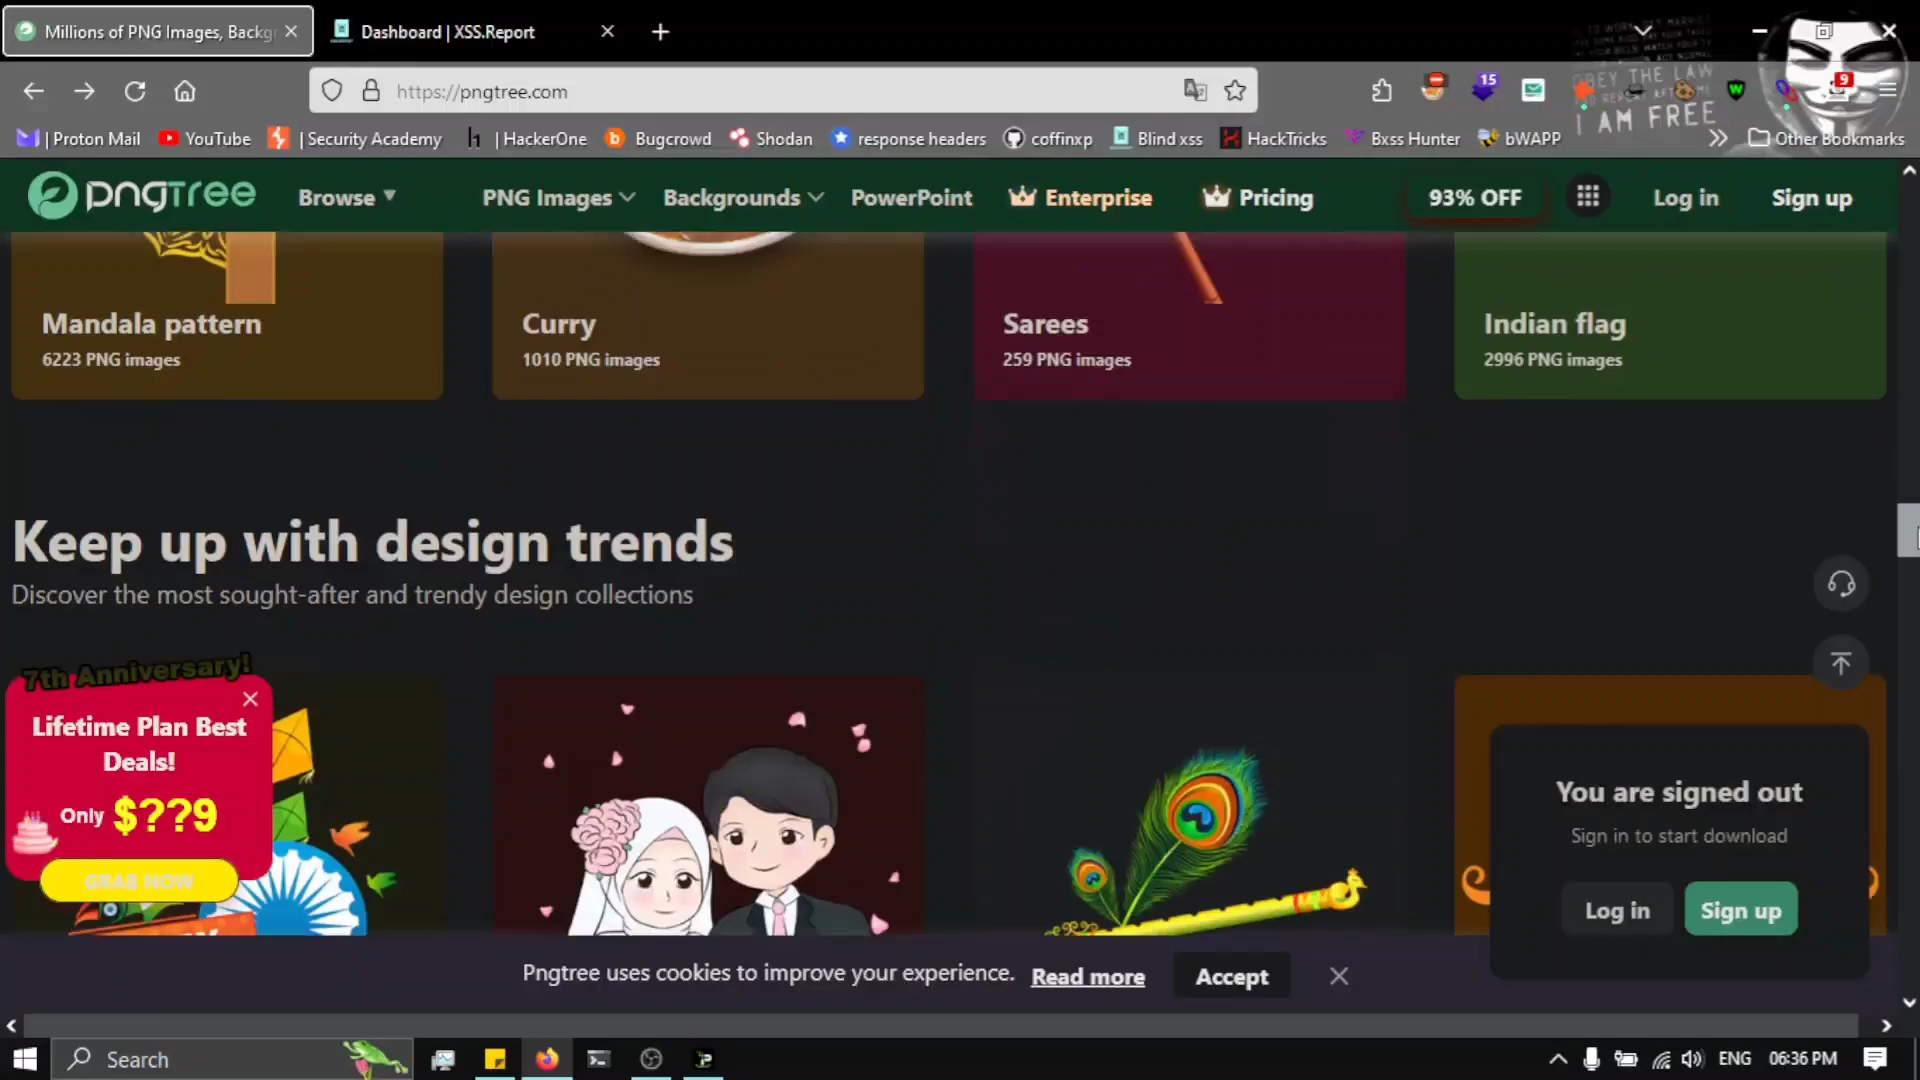 Millions of PNG Images, Backg
Dashboard | XSS.Report
https://pngtree.com
15
9
OBEY THE LAW
I AM FREE
| Proton Mail
YouTube
| Security Academy
| HackerOne
Bugcrowd
Shodan
response headers
coffinxp
Blind xss
HackTricks
Bxss Hunter
bWAPP
Other Bookmarks
pngtree
Browse
PNG Images
Backgrounds
PowerPoint
Enterprise
Pricing
93% OFF
Log in
Sign up
Mandala pattern
6223 PNG images
Curry
1010 PNG images
Sarees
259 PNG images
Indian flag
2996 PNG images
Keep up with design trends
Discover the most sought-after and trendy design collections
7th Anniversary!
Lifetime Plan Best
Deals!
Only $??9
GRAB NOW
You are signed out
Sign in to start download
Log in
Sign up
Pngtree uses cookies to improve your experience. Read more
Accept
Search
ENG
06:36 PM